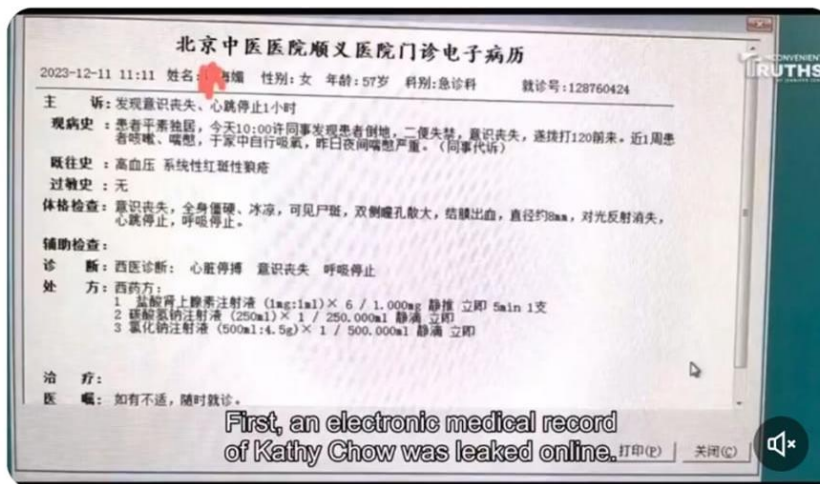 北京中医医院顺义医院门诊电子病历
INCONVENIENT
TRUTHS
2023-12-11 11:11 姓名: 海媚 性别:女 年龄:57岁 科别:急诊科 就诊号:128760424
主 诉:发现意识丧失、心跳停止1小时
现病史:患者平素独居,今天10:00许同事发现患者倒地,二便失禁,意识丧失,遂拨打120前来。近1周患
者咳嗽、喘憋,于家中自行吸氧,昨日夜间喘憋严重。(同事代诉)
既往史:高血压 系统性红斑性狼疮
过敏史:无
体格检查:意识丧失,全身僵硬、冰凉,可见尸斑,双侧瞳孔散大,结膜出血,直径约8mm,对光反射消失,
心跳停止,呼吸停止。
辅助检查:
诊 断:西医诊断: 心脏停搏 意识丧失 呼吸停止
处 方:西药方:
1 盐酸肾上腺素注射液 (1mg:1ml)× 6 / 1.000mg 静推 立即 5min 1支
2 碳酸氢钠注射液 (250ml)× 1 / 250.000ml 静滴 立即
3 氯化钠注射液 (500ml:4.5g)× 1 / 500.000ml 静滴 立即
治 疗:
医 嘱: 如有不适,随时就诊。
First, an electronic medical record
of Kathy Chow was leaked online.
打印(P) 关闭(C)